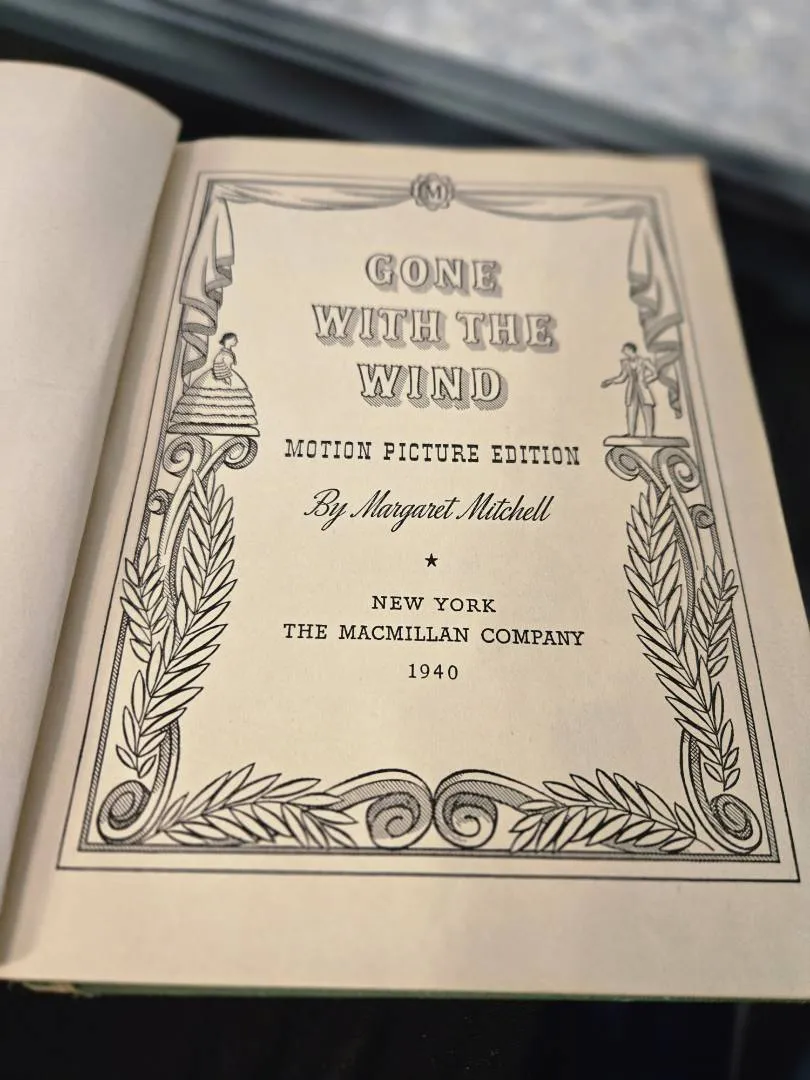 M
GONE
WITH THE
WIND
MOTION PICTURE EDITION
By Margaret Mitchell
NEW YORK
THE MACMILLAN COMPANY
1940